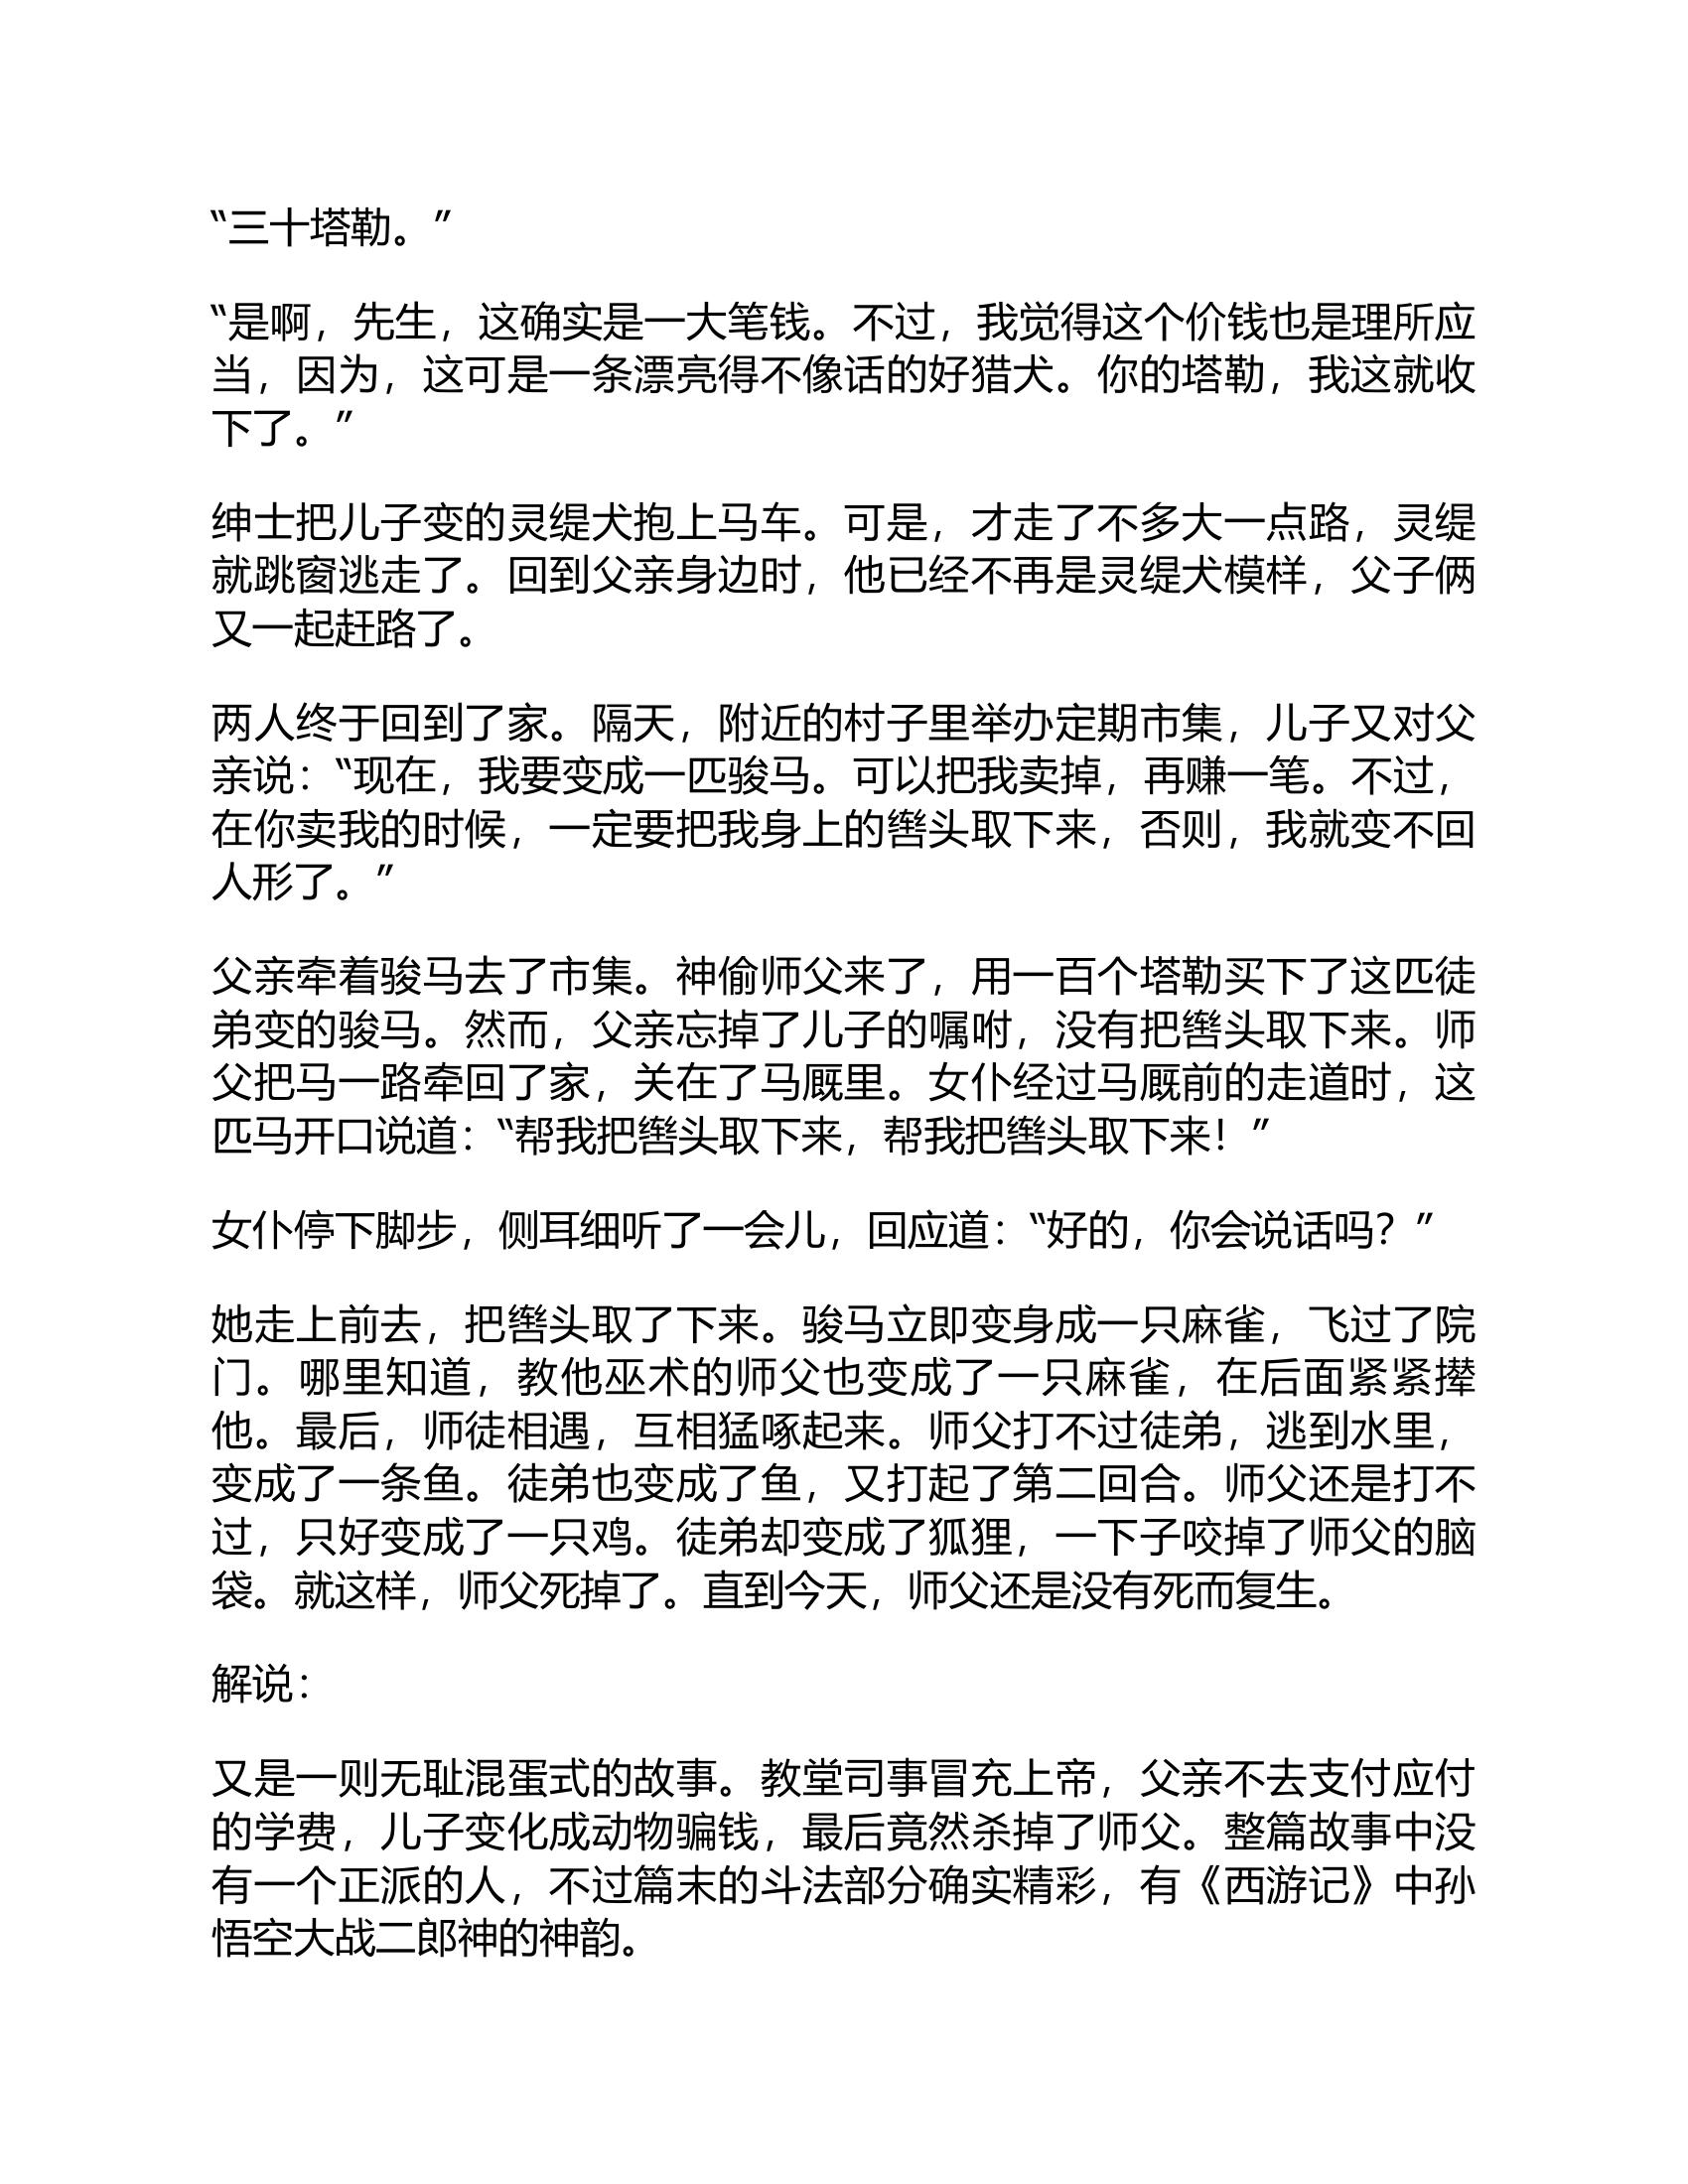 “三十塔勒。”
“是啊，先生，这确实是一大笔钱。不过，我觉得这个价钱也是理所应
当，因为，这可是一条漂亮得不像话的好猎犬。你的塔勒，我这就收
下了。”
绅士把儿子变的灵缇犬抱上马车。可是，才走了不多大一点路，灵缇
就跳窗逃走了。回到父亲身边时，他已经不再是灵缇犬模样，父子俩
又一起赶路了。
两人终于回到了家。隔天，附近的村子里举办定期市集，儿子又对父
亲说：“现在，我要变成一匹骏马。可以把我卖掉，再赚一笔。不过，
在你卖我的时候，一定要把我身上的辔头取下来，否则，我就变不回
人形了。”
父亲牵着骏马去了市集。神偷师父来了，用一百个塔勒买下了这匹徒
弟变的骏马。然而，父亲忘掉了儿子的嘱咐，没有把辔头取下来。师
父把马一路牵回了家，关在了马厩里。女仆经过马厩前的走道时，这
匹马开口说道：“帮我把辔头取下来，帮我把辔头取下来！”
女仆停下脚步，侧耳细听了一会儿，回应道：“好的，你会说话吗？”
她走上前去，把辔头取了下来。骏马立即变身成一只麻雀，飞过了院
门。哪里知道，教他巫术的师父也变成了一只麻雀，在后面紧紧撵
他。最后，师徒相遇，互相猛啄起来。师父打不过徒弟，逃到水里，
变成了一条鱼。徒弟也变成了鱼，又打起了第二回合。师父还是打不
过，只好变成了一只鸡。徒弟却变成了狐狸，一下子咬掉了师父的脑
袋。就这样，师父死掉了。直到今天，师父还是没有死而复生。
解说：
又是一则无耻混蛋式的故事。教堂司事冒充上帝，父亲不去支付应付
的学费，儿子变化成动物骗钱，最后竟然杀掉了师父。整篇故事中没
有一个正派的人，不过篇末的斗法部分确实精彩，有《西游记》中孙
悟空大战二郎神的神韵。